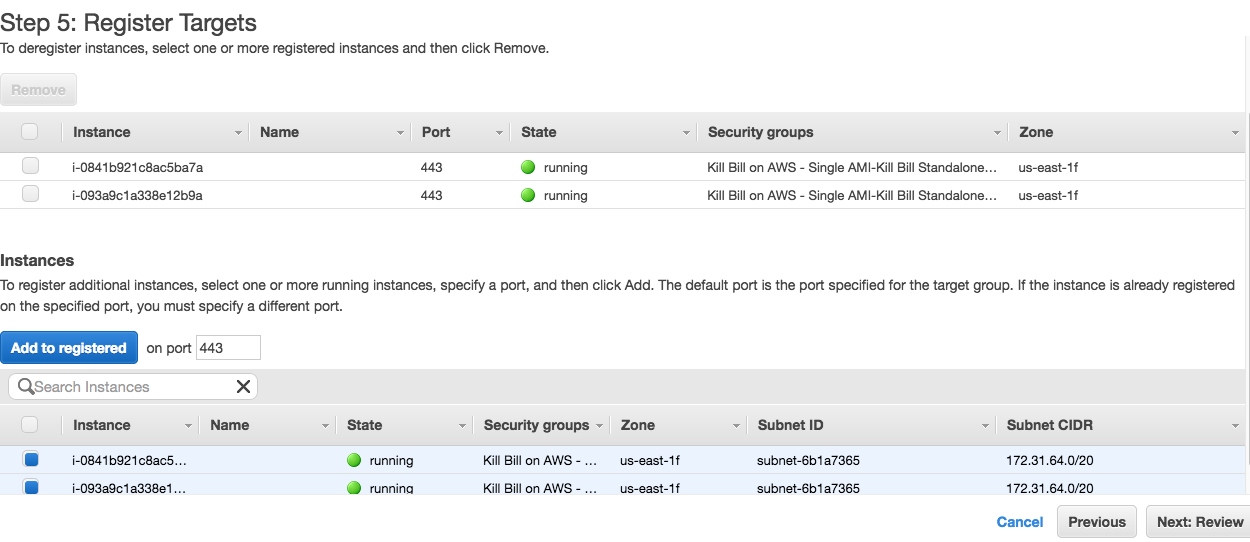 Step 5: Register Targets
To deregister instances, select one or more registered instances and then click Remove.
Remove
Instance Name Port State Security groups Zone
i-0841b921c8ac5ba7a 443 running Kill Bill on AWS - Single AMI-Kill Bill Standalone... us-east-1f
i-093a9c1a338e12b9a 443 running Kill Bill on AWS - Single AMI-Kill Bill Standalone... us-east-1f
Instances
To register additional instances, select one or more running instances, specify a port, and then click Add. The default port is the port specified for the target group. If the instance is already registered
on the specified port, you must specify a different port.
Add to registered on port 443
Search Instances
Instance Name State Security groups Zone Subnet ID Subnet CIDR
i-0841b921c8ac5... running Kill Bill on AWS - ... us-east-1f subnet-6b1a7365 172.31.64.0/20
i-093a9c1a338e1... running Kill Bill on AWS - ... us-east-1f subnet-6b1a7365 172.31.64.0/20
Cancel Previous Next: Review